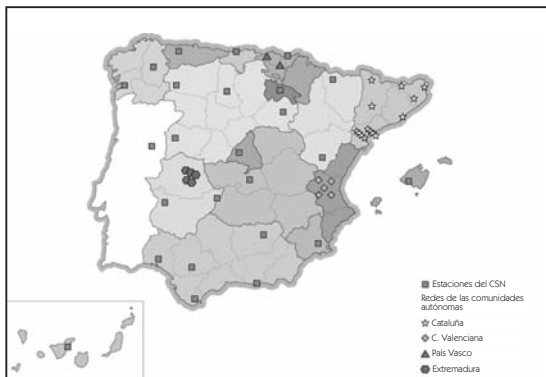 Estaciones del CSN
Redes de las comunidades
autónomas
Cataluña
C. Valenciana
País Vasco
Extremadura